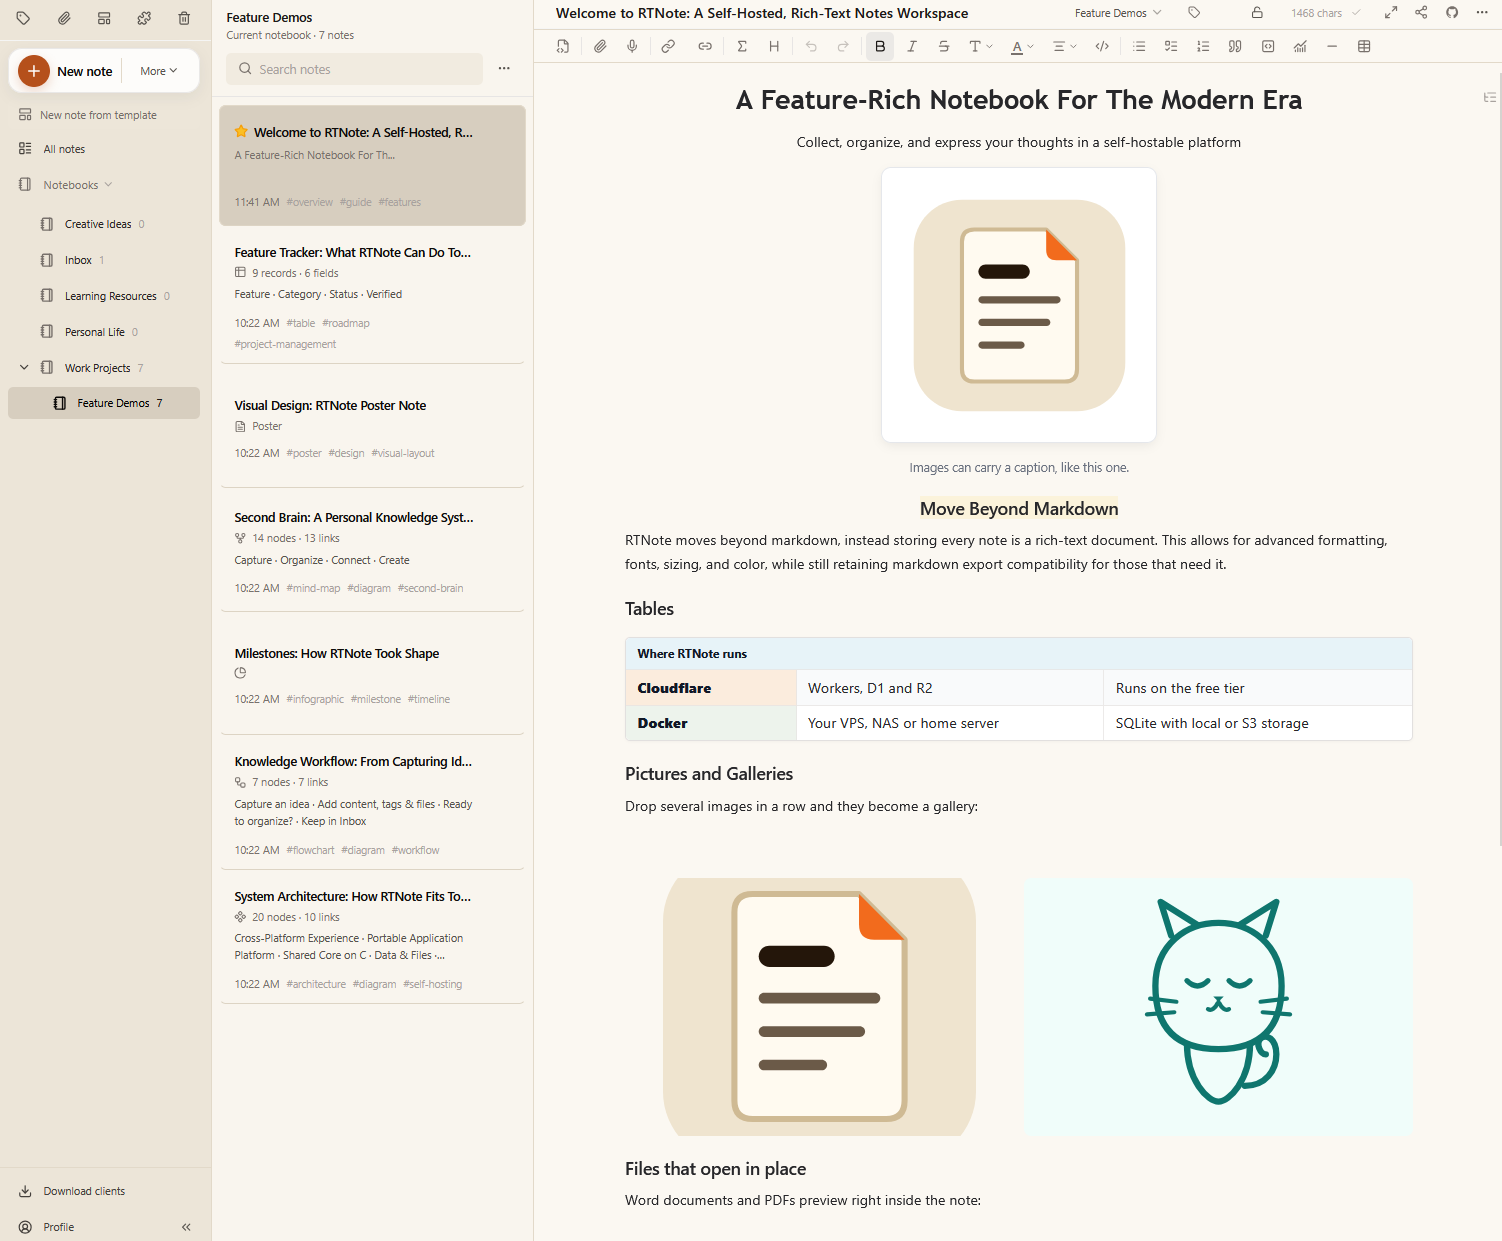 New note
More
New note from template
All notes
Notebooks
Creative Ideas 0
Inbox 1
Learning Resources 0
Personal Life 0
Work Projects 7
Feature Demos 7
Download clients
Profile
Feature Demos
Current notebook · 7 notes
Search notes
Welcome to RTNote: A Self-Hosted, R...
A Feature-Rich Notebook For Th...
11:41 AM #overview #guide #features
Feature Tracker: What RTNote Can Do To...
9 records · 6 fields
Feature · Category · Status · Verified
10:22 AM #table #roadmap
#project-management
Visual Design: RTNote Poster Note
Poster
10:22 AM #poster #design #visual-layout
Second Brain: A Personal Knowledge Syst...
14 nodes · 13 links
Capture · Organize · Connect · Create
10:22 AM #mind-map #diagram #second-brain
Milestones: How RTNote Took Shape
10:22 AM #infographic #milestone #timeline
Knowledge Workflow: From Capturing Id...
7 nodes · 7 links
Capture an idea · Add content, tags & files · Ready
to organize? · Keep in Inbox
10:22 AM #flowchart #diagram #workflow
System Architecture: How RTNote Fits To...
20 nodes · 10 links
Cross-Platform Experience · Portable Application
Platform · Shared Core on C · Data & Files ·...
10:22 AM #architecture #diagram #self-hosting
Welcome to RTNote: A Self-Hosted, Rich-Text Notes Workspace
Feature Demos
1468 chars
A Feature-Rich Notebook For The Modern Era
Collect, organize, and express your thoughts in a self-hostable platform
Images can carry a caption, like this one.
Move Beyond Markdown
RTNote moves beyond markdown, instead storing every note is a rich-text document. This allows for advanced formatting,
fonts, sizing, and color, while still retaining markdown export compatibility for those that need it.
Tables
Where RTNote runs
Cloudflare Workers, D1 and R2 Runs on the free tier
Docker Your VPS, NAS or home server SQLite with local or S3 storage
Pictures and Galleries
Drop several images in a row and they become a gallery:
Files that open in place
Word documents and PDFs preview right inside the note: